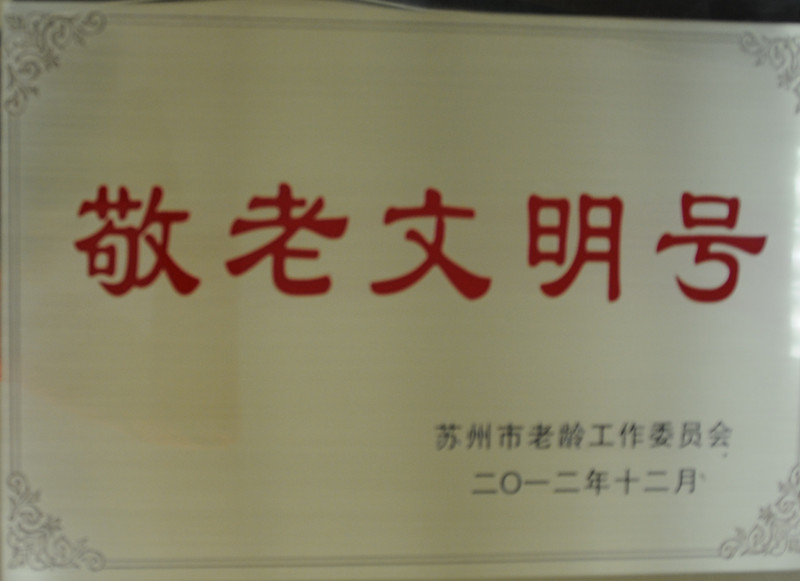 敬老文明号
苏州市老龄工作委员会
二〇一二年十二月